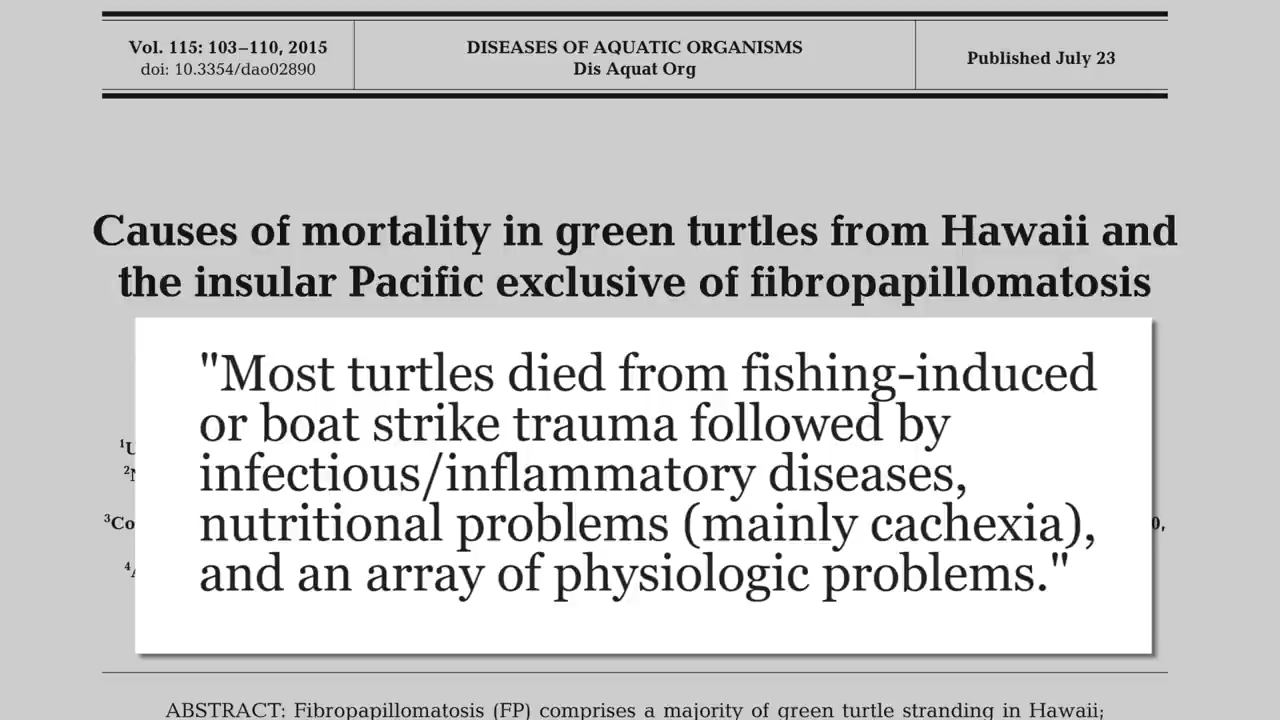 Vol. 115: 103–110, 2015
doi: 10.3354/dao02890
DISEASES OF AQUATIC ORGANISMS
Dis Aquat Org
Published July 23
Causes of mortality in green turtles from Hawaii and
the insular Pacific exclusive of fibropapillomatosis
"Most turtles died from fishing-induced
or boat strike trauma followed by
infectious/inflammatory diseases,
nutritional problems (mainly cachexia),
and an array of physiologic problems."
ABSTRACT: Fibropapillomatosis (FP) comprises a majority of green turtle stranding in Hawaii;